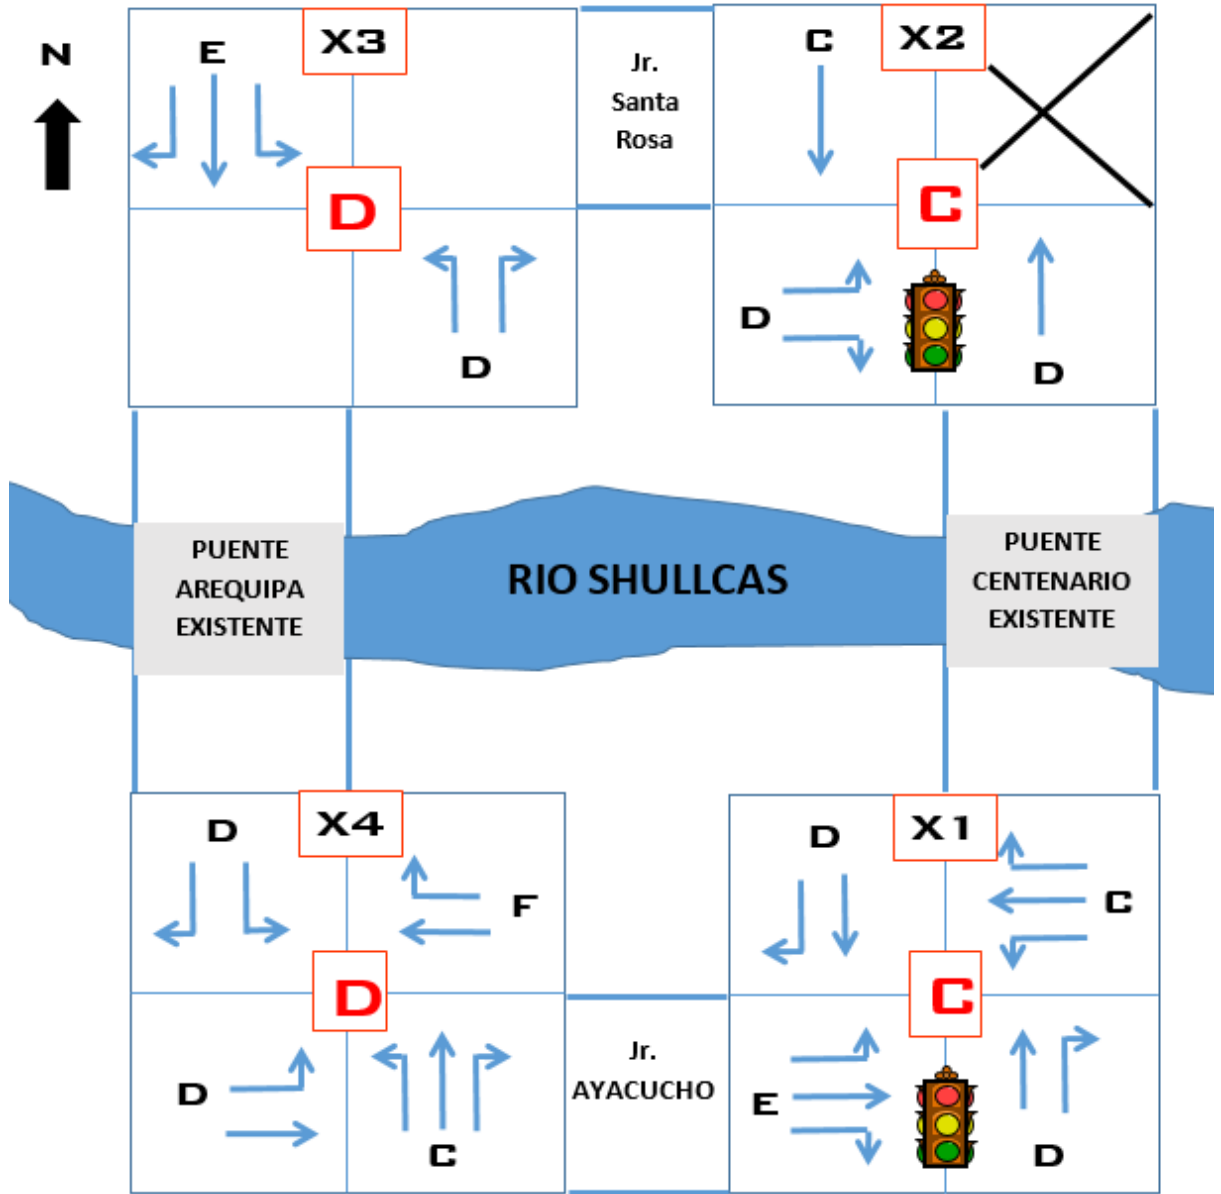 N
E
X3
Jr.
Santa
Rosa
C
X2
D
C
D
D
D
PUENTE
AREQUIPA
EXISTENTE
RIO SHULLCAS
PUENTE
CENTENARIO
EXISTENTE
D
X4
F
D
X1
C
D
C
D
C
Jr.
AYACUCHO
E
D